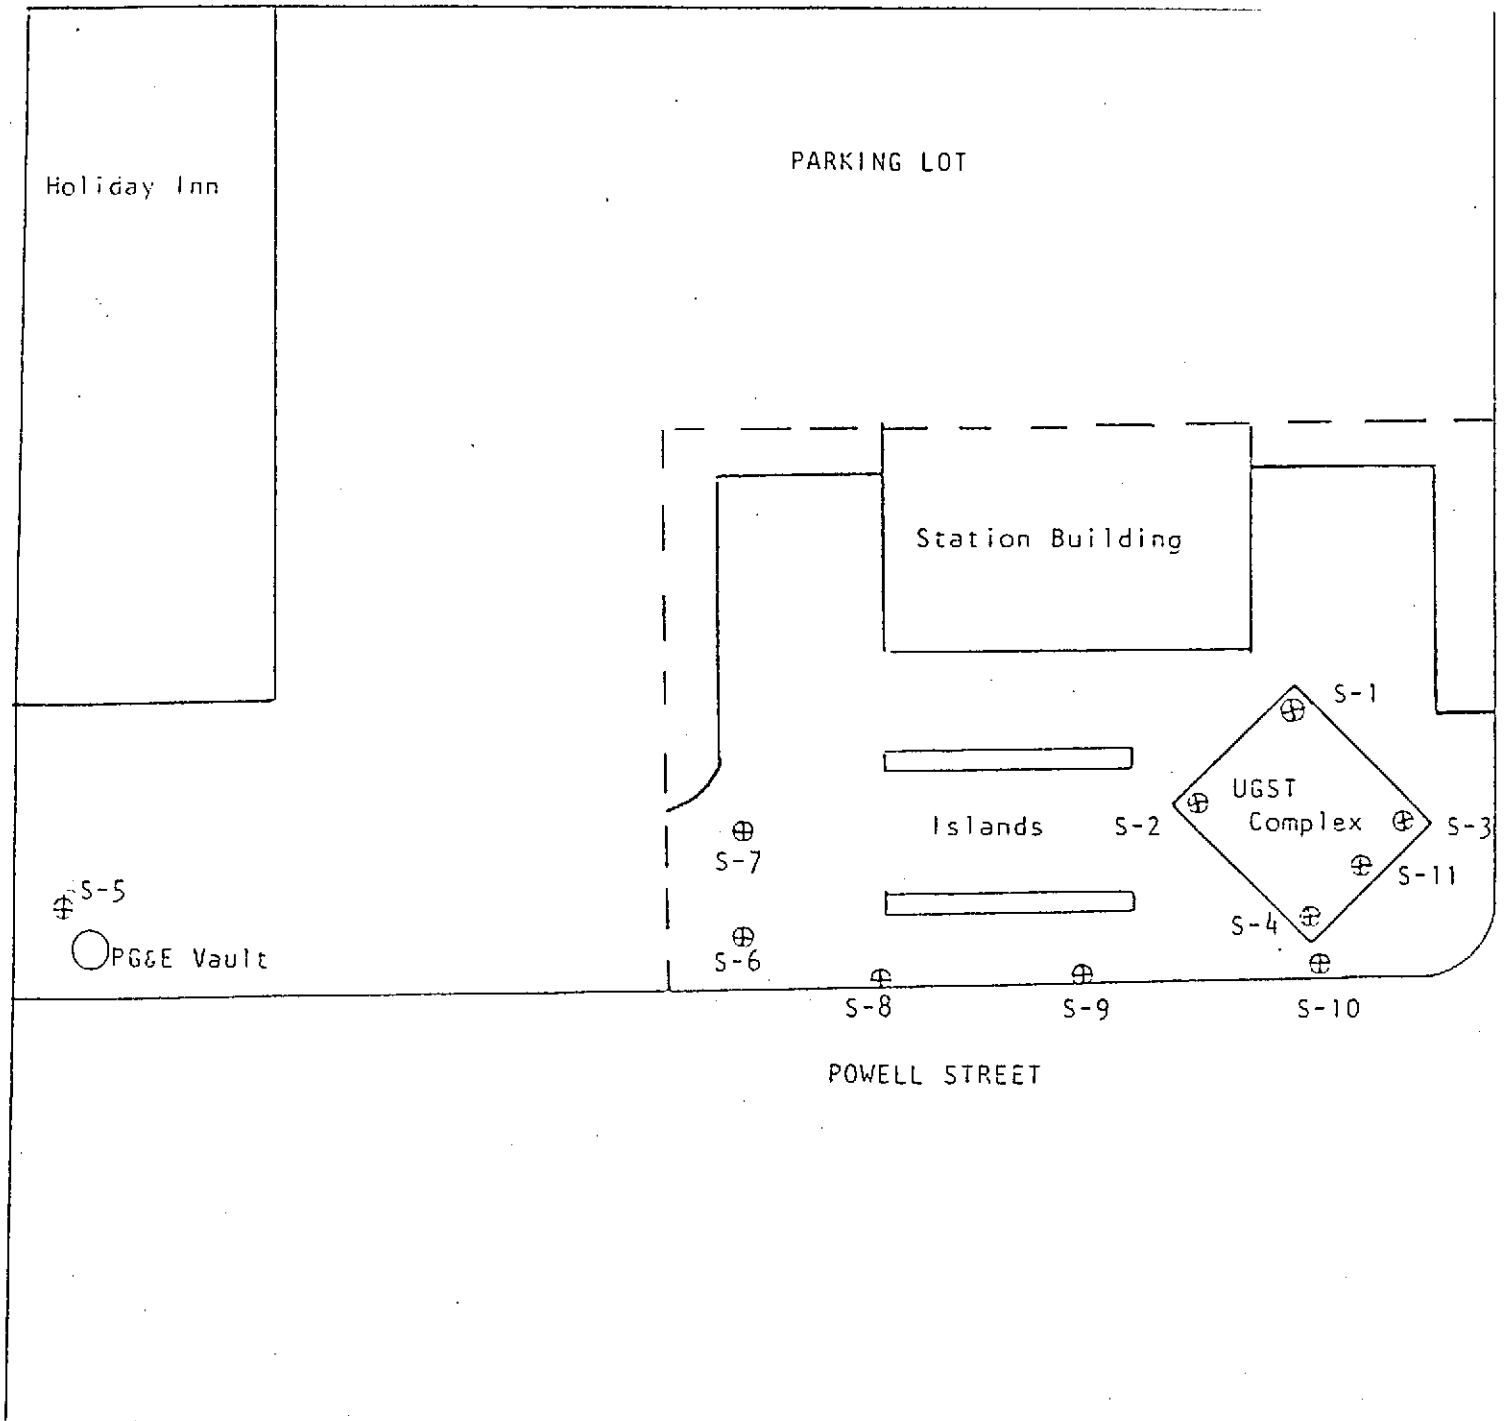 PARKING LOT
Holiday Inn
Station Building
S-1
UGST
Complex
Islands
S-2
S-3
S-7
S-11
S-5
S-4
PG&E Vault
S-6
S-8
S-9
S-10
POWELL STREET